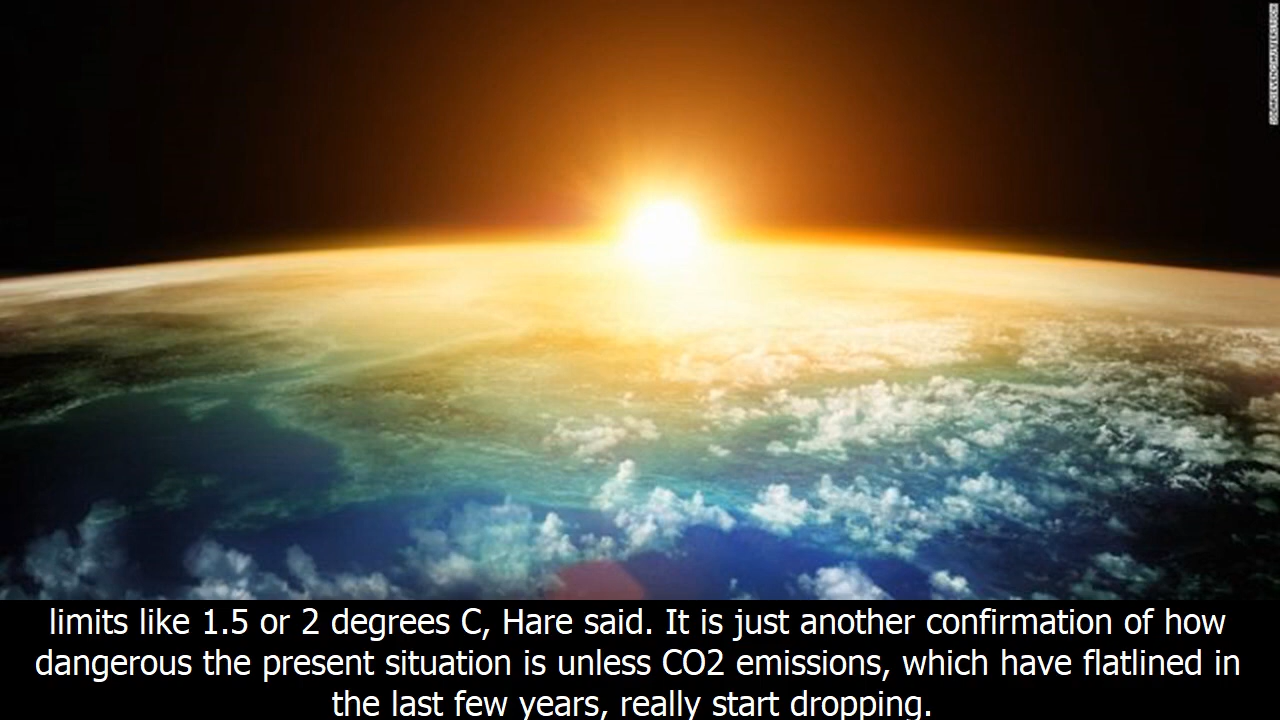 limits like 1.5 or 2 degrees C, Hare said. It is just another confirmation of how
dangerous the present situation is unless CO2 emissions, which have flatlined in
the last few years, really start dropping.